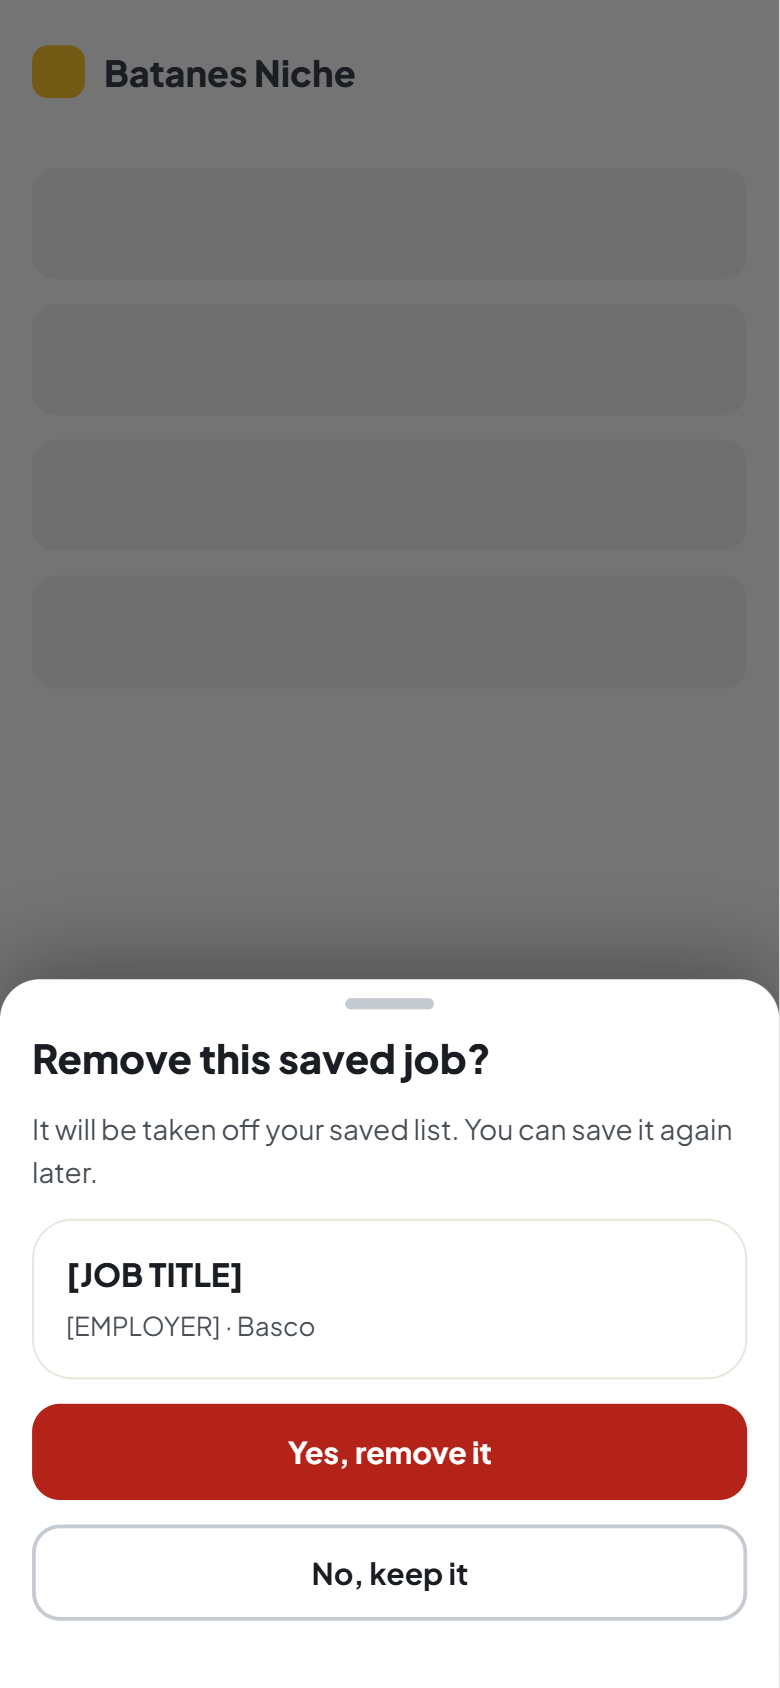 Batanes Niche
Remove this saved job?
It will be taken off your saved list. You can save it again
later.
[JOB TITLE]
[EMPLOYER] · Basco
Yes, remove it
No, keep it